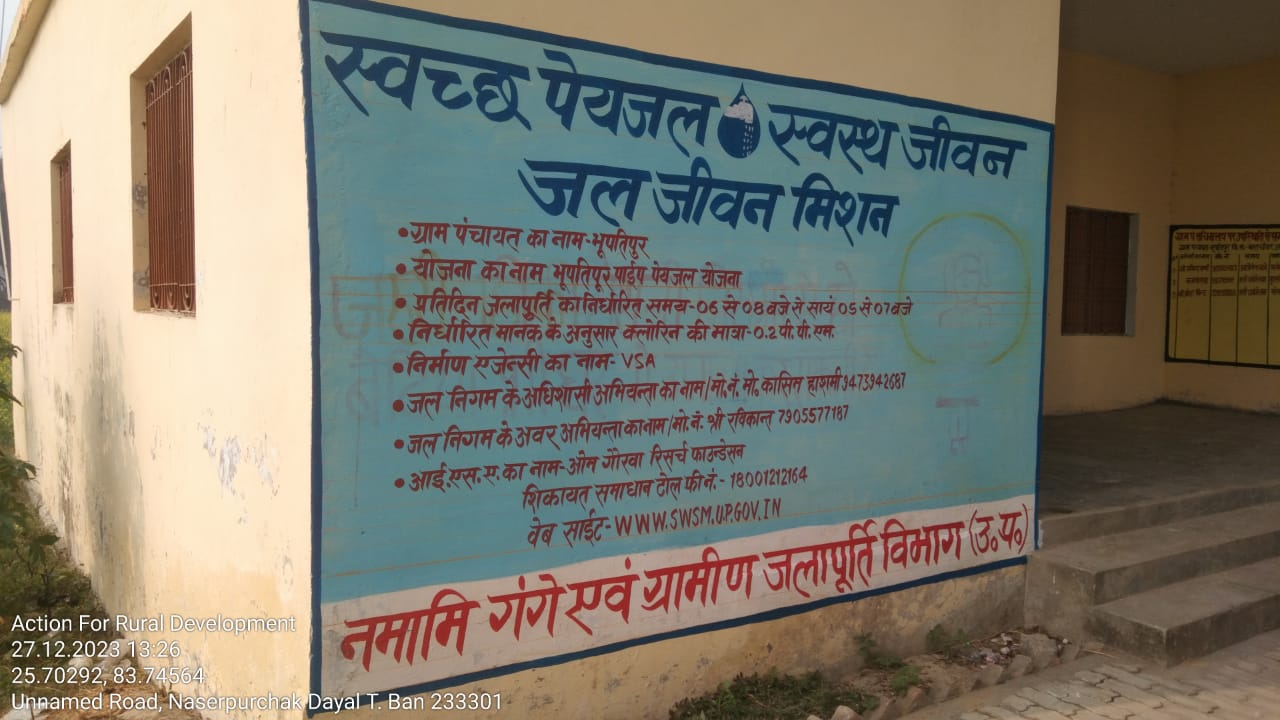 स्वच्छ पेयजल स्वस्थ जीवन
जल जीवन मिशन
•ग्राम पंचायत का नाम-भूपतिपुर
• योजना का नाम भूपतिपुर पाइप पेयजल योजना
• प्रतिदिन जलापूर्ति का निर्धारित समय-06 से 08 बजे से सायं 05 से 07 बजे
• निर्धारित मानक के अनुसार क्लोरिन की मात्रा-0.2 पी. पी. एम.
• निर्माण एजेन्सी का नाम- VSA
• जल निगम के अधिशासी अभियन्ता का नाम/मो.नं. मो. कासिम हाशमी 9473942687
• जल निगम के अवर अभियन्ता का नाम/मो.नं. श्री रविकान्त 7905577187
• आई.एस.ए. का नाम-ओम गौरवा रिसर्च फाउन्डेसन
शिकायत समाधान टोल फ्री नं.- 18001212164
वेब साईट-WWW.SWSM.UP.GOV.IN
नमामि गंगे एवं ग्रामीण जलापूर्ति विभाग (उ॰प्र॰)
Action For Rural Development
27.12.2023 13:26
25.70292, 83.74564
Unnamed Road, Naserpurchak Dayal T. Ban 233301